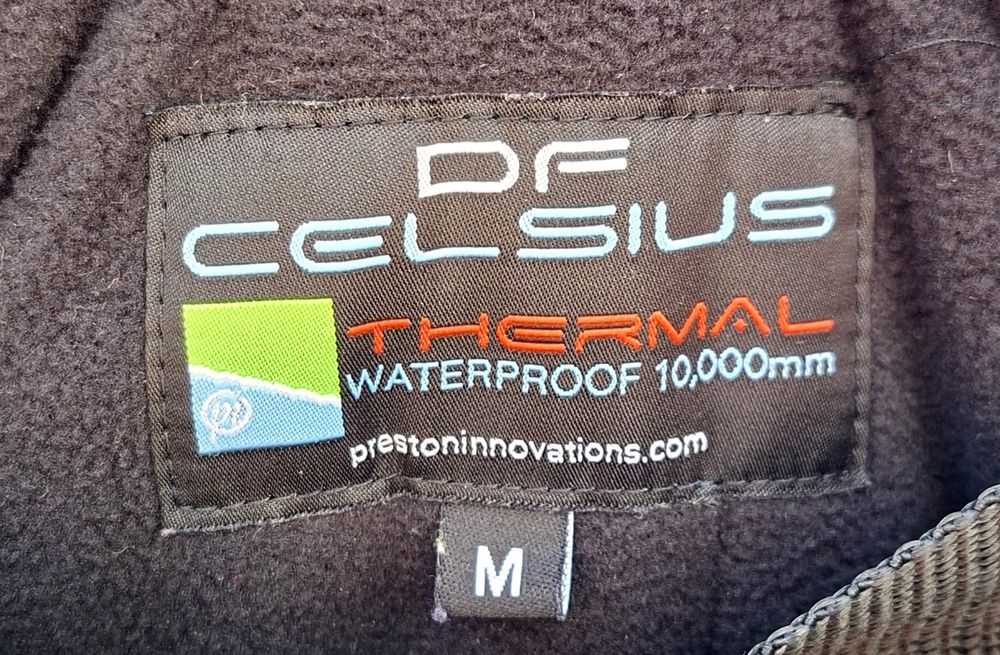 DF
CELSIUS
THERMAL
WATERPROOF 10,000mm
prestoninnovations.com
M